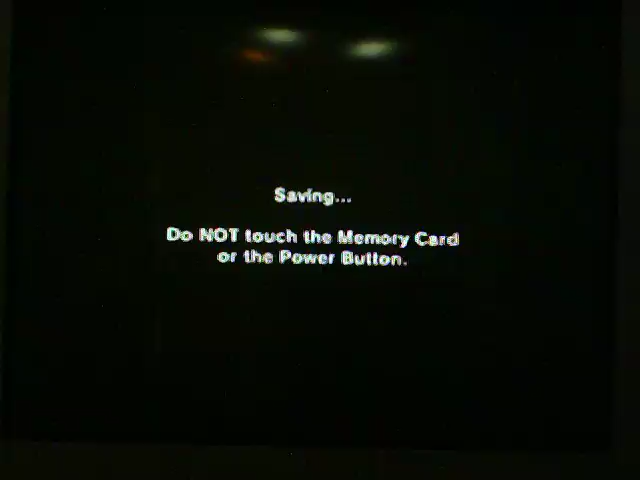 Saving...
Do NOT touch the Memory Card
or the Power Button.